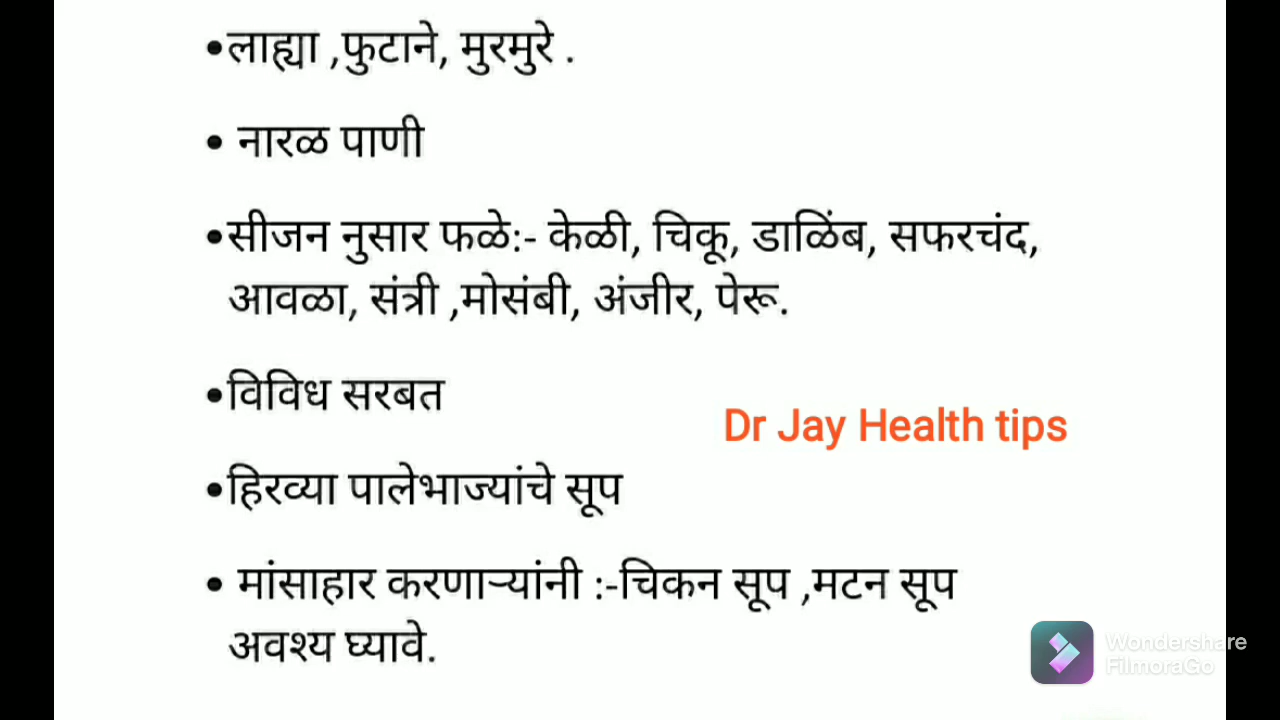 •लाह्या ,फुटाने, मुरमुरे .
• नारळ पाणी
•सीजन नुसार फळे:- केळी, चिकू, डाळिंब, सफरचंद,
आवळा, संत्री ,मोसंबी, अंजीर, पेरू.
•विविध सरबत
Dr Jay Health tips
•हिरव्या पालेभाज्यांचे सूप
• मांसाहार करणाऱ्यांनी :-चिकन सूप ,मटन सूप
अवश्य घ्यावे.
Wondershare
FilmoraGo